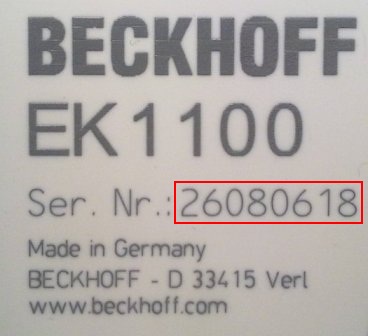 BECKHOFF
EK1100
Ser. Nr.: 26080618
Made in Germany
BECKHOFF - D 33415 Verl
www.beckhoff.com